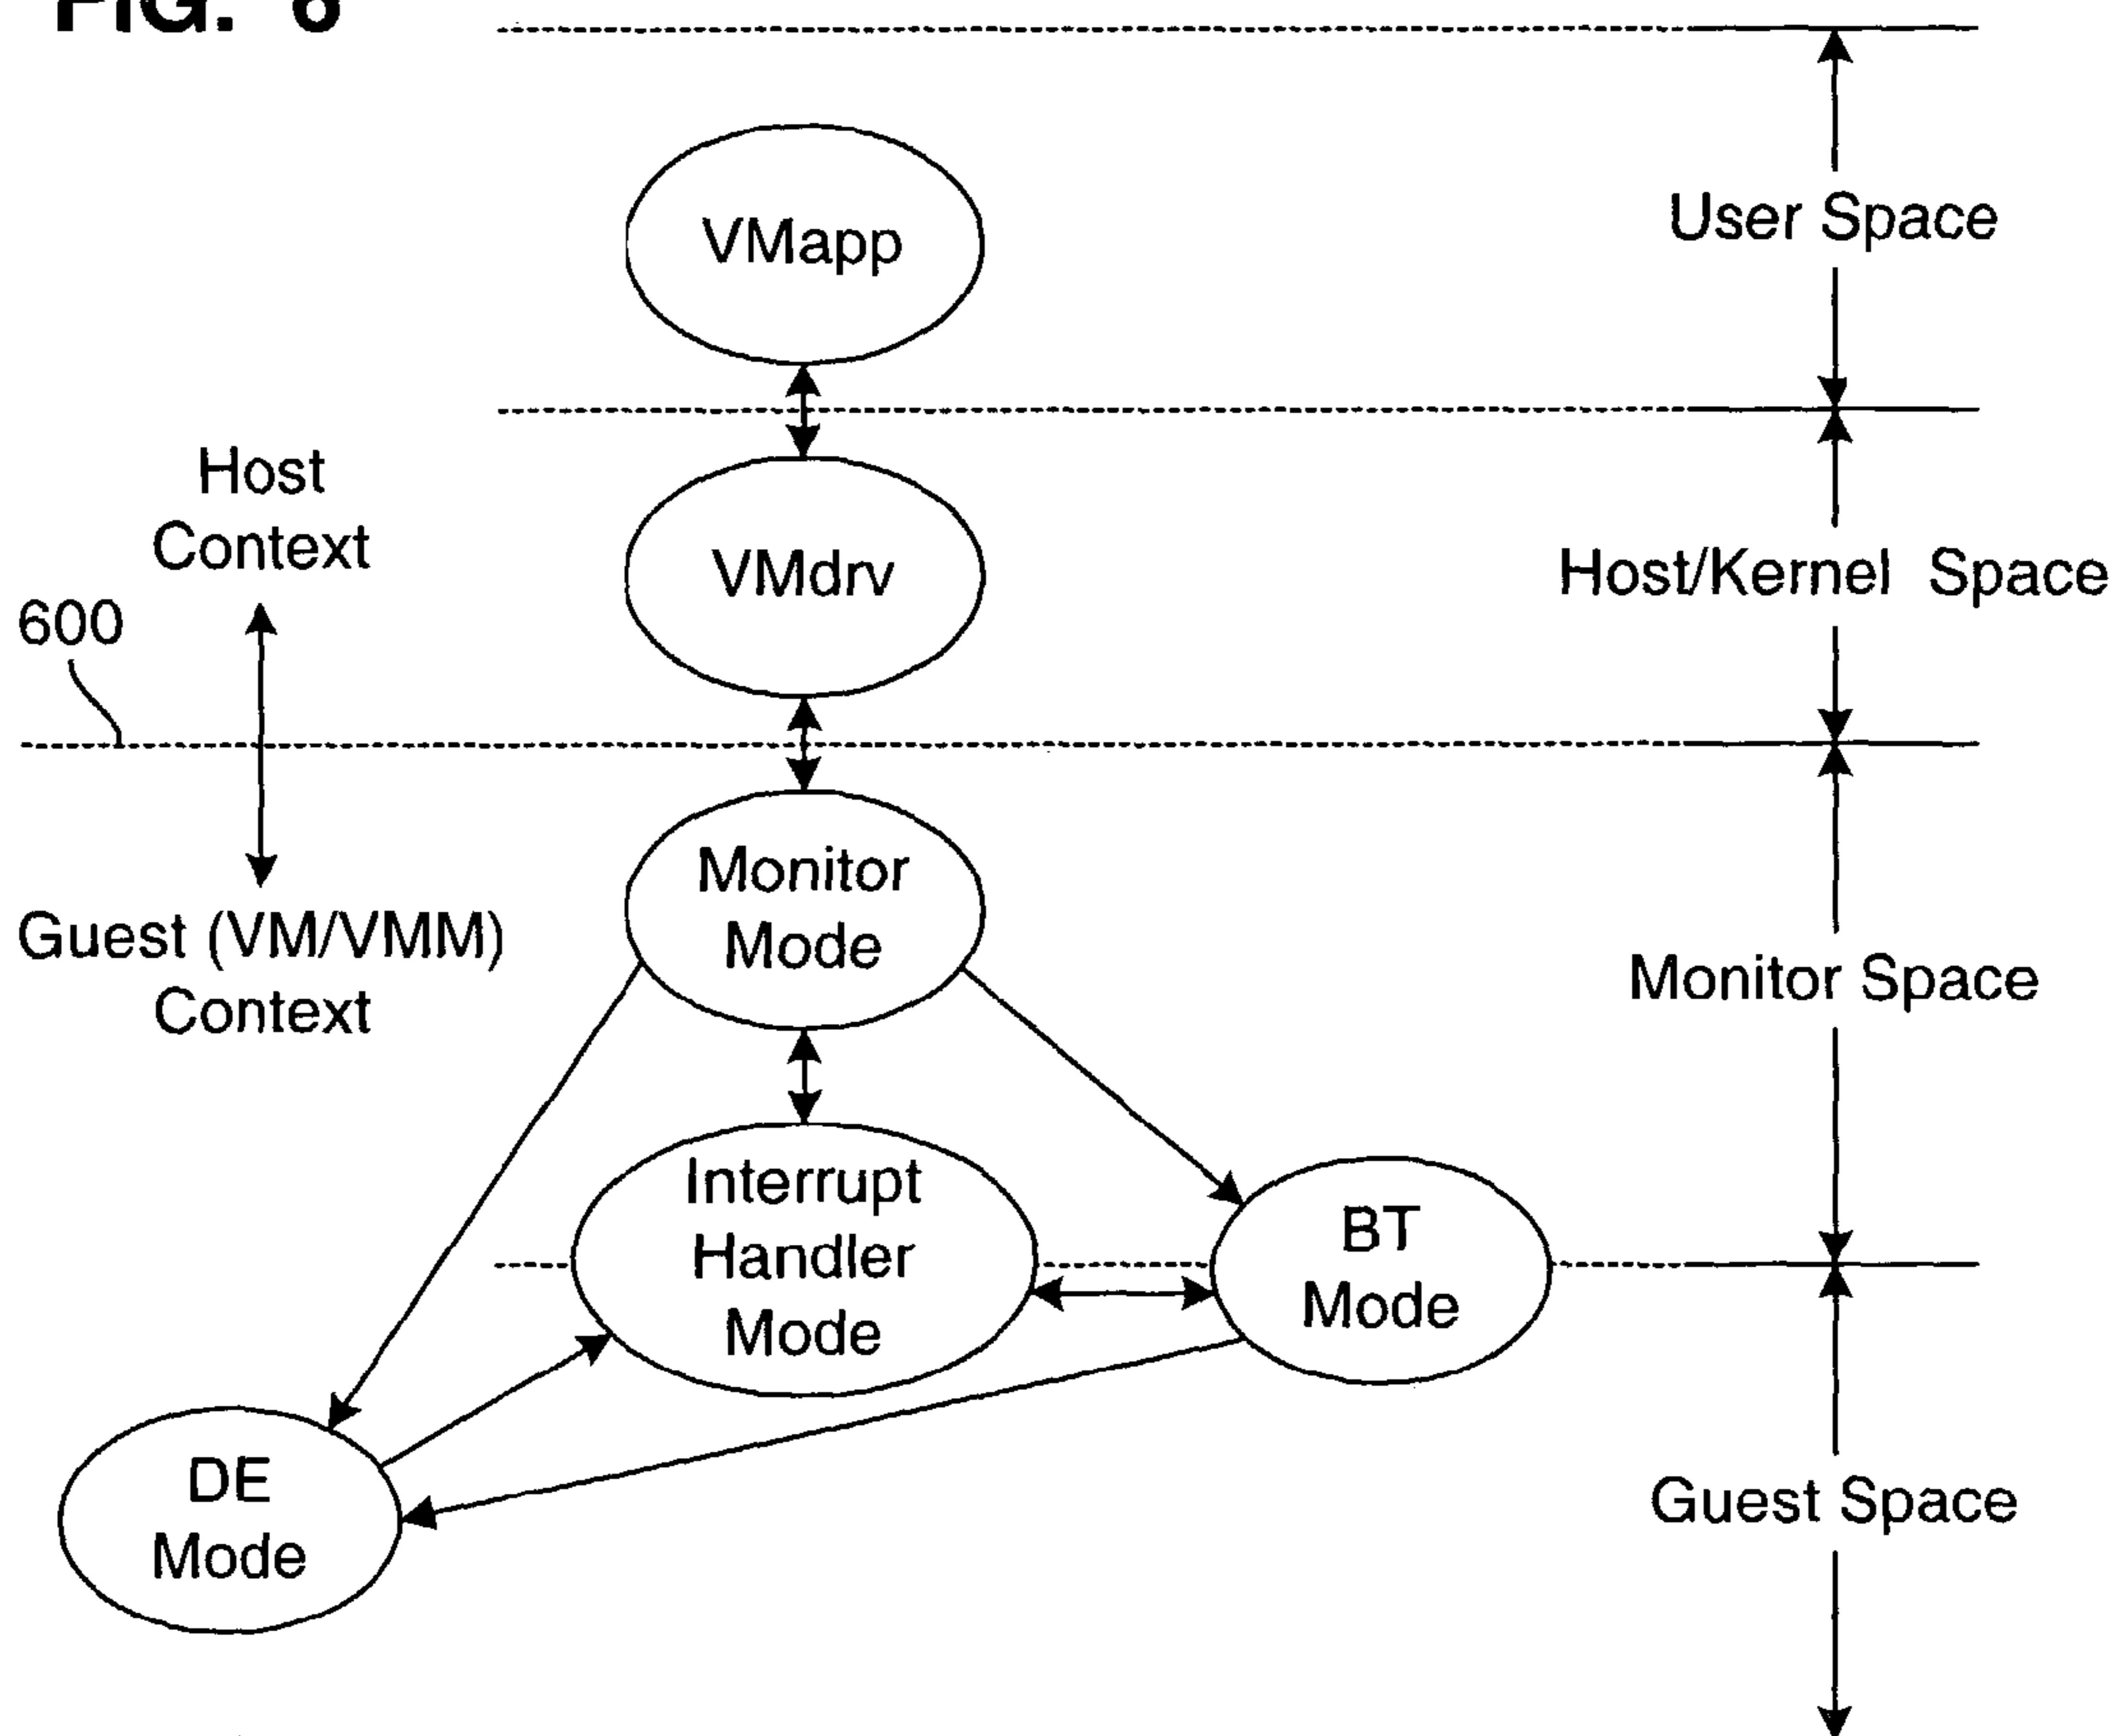 FIG. 6
VMapp
User Space
Host
Context
VMdrv
Host/Kernel Space
600
Monitor
Mode
Guest (VM/VMM)
Context
Monitor Space
Interrupt
Handler
Mode
BT
Mode
DE
Mode
Guest Space